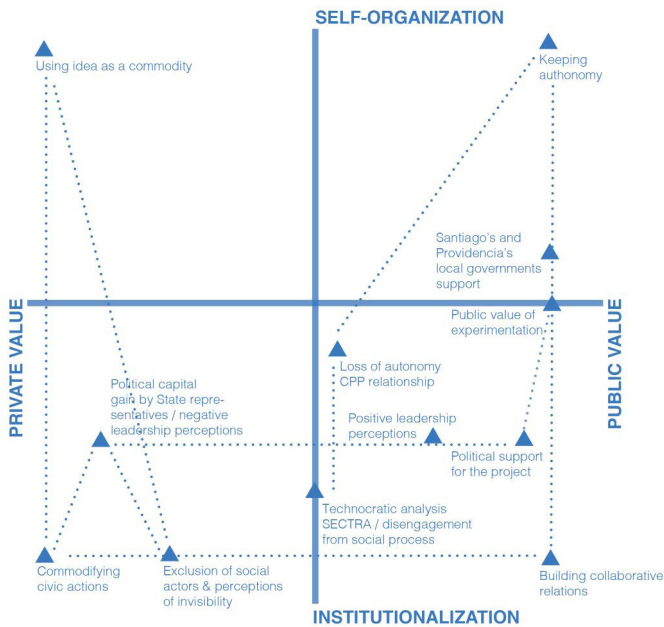 SELF-ORGANIZATION
Using idea as a commodity
Keeping
authonomy
Santiago's and
Providencia's
local governments
support
PRIVATE VALUE
PUBLIC VALUE
Public value of
experimentation
Loss of autonomy
CPP relationship
Political capital
gain by State repre-
sentatives / negative
leadership perceptions
Positive leadership
perceptions
Political support
for the project
Technocratic analysis
SECTRA / disengagement
from social process
Commodifying
civic actions
Exclusion of social
actors & perceptions
of invisibility
Building collaborative
relations
INSTITUTIONALIZATION